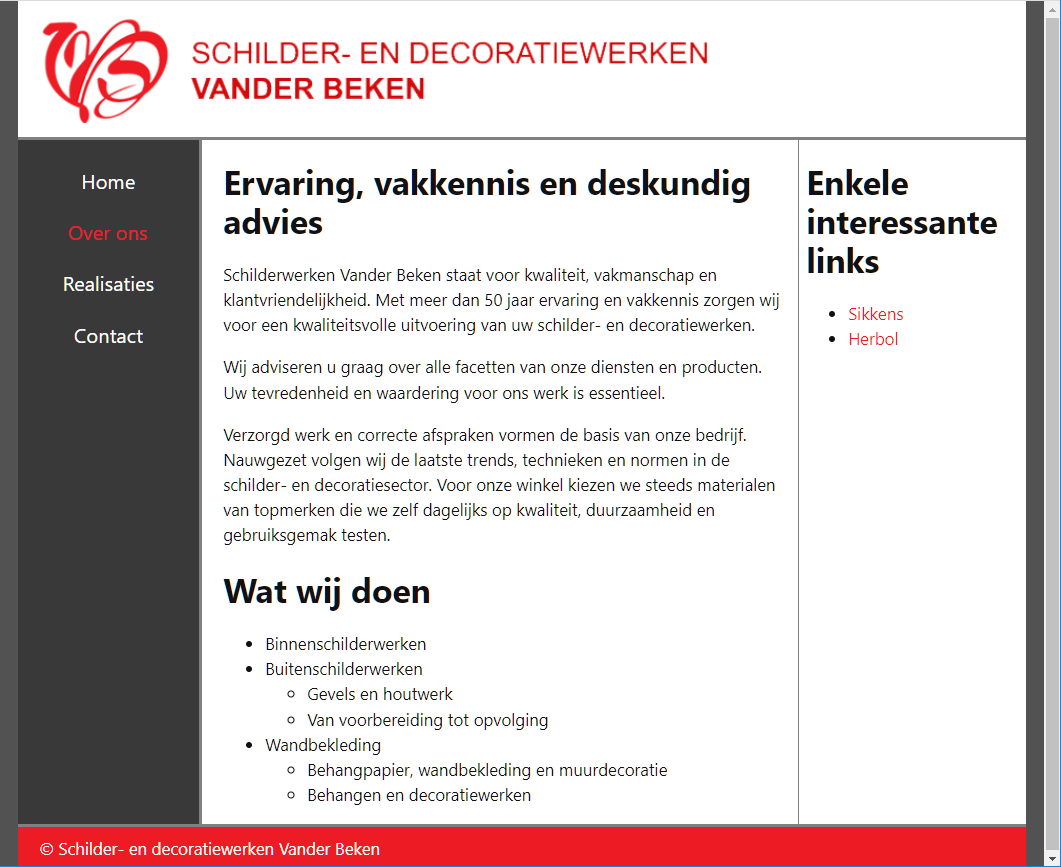 SCHILDER- EN DECORATIEWERKEN
VANDER BEKEN
Home
Over ons
Realisaties
Contact
Ervaring, vakkennis en deskundig
advies
Schilderwerken Vander Beken staat voor kwaliteit, vakmanschap en
klantvriendelijkheid. Met meer dan 50 jaar ervaring en vakkennis zorgen wij
voor een kwaliteitsvolle uitvoering van uw schilder- en decoratiewerken.
Wij adviseren u graag over alle facetten van onze diensten en producten.
Uw tevredenheid en waardering voor ons werk is essentieel.
Verzorgd werk en correcte afspraken vormen de basis van onze bedrijf.
Nauwgezet volgen wij de laatste trends, technieken en normen in de
schilder- en decoratiesector. Voor onze winkel kiezen we steeds materialen
van topmerken die we zelf dagelijks op kwaliteit, duurzaamheid en
gebruiksgemak testen.
Wat wij doen
• Binnenschilderwerken
• Buitenschilderwerken
◦ Gevels en houtwerk
◦ Van voorbereiding tot opvolging
• Wandbekleding
◦ Behangpapier, wandbekleding en muurdecoratie
◦ Behangen en decoratiewerken
Enkele
interessante
links
• Sikkens
• Herbol
© Schilder- en decoratiewerken Vander Beken